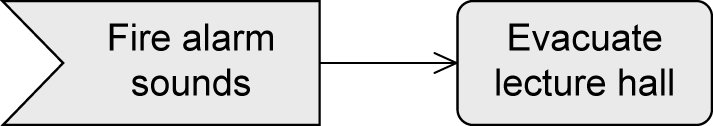 Fire alarm
sounds
Evacuate
lecture hall